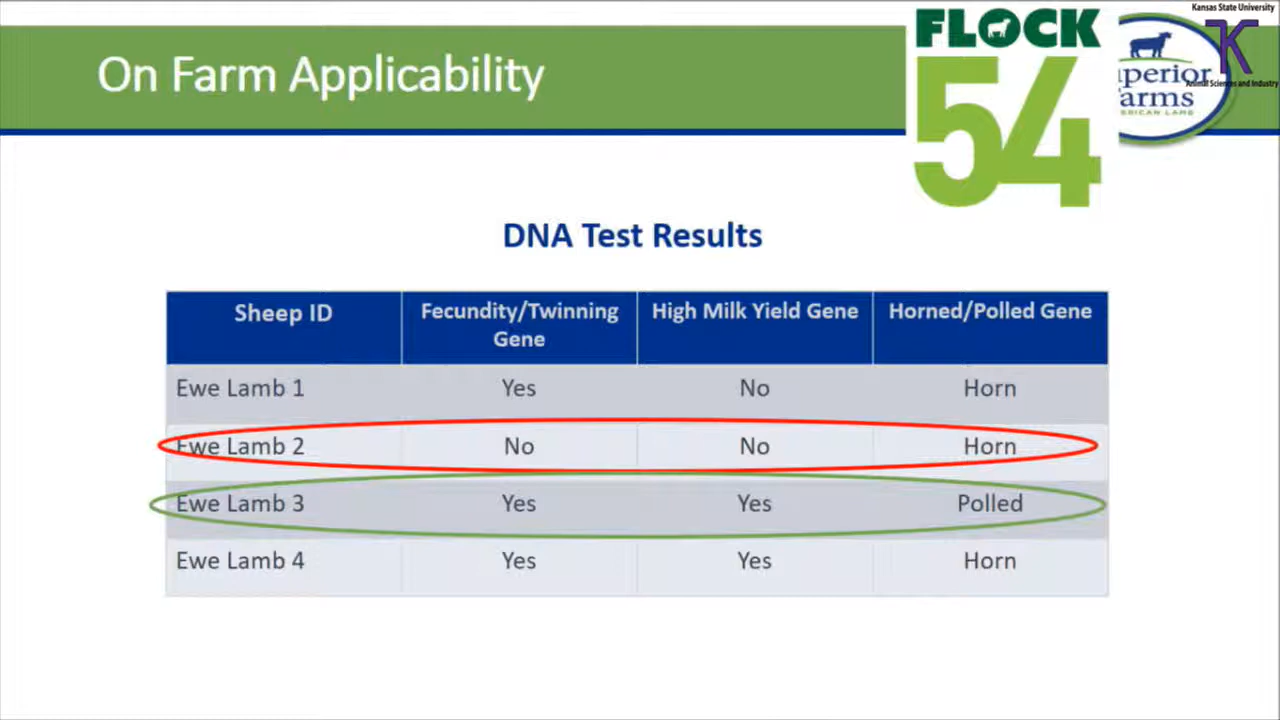 Kansas State University
On Farm Applicability
FLOCK
54
perior
arms
ERICAN LAMB
Animal Sciences and Industry
DNA Test Results
Sheep ID
Fecundity/Twinning Gene
High Milk Yield Gene
Horned/Polled Gene
Ewe Lamb 1 Yes No Horn
Ewe Lamb 2 No No Horn
Ewe Lamb 3 Yes Yes Polled
Ewe Lamb 4 Yes Yes Horn